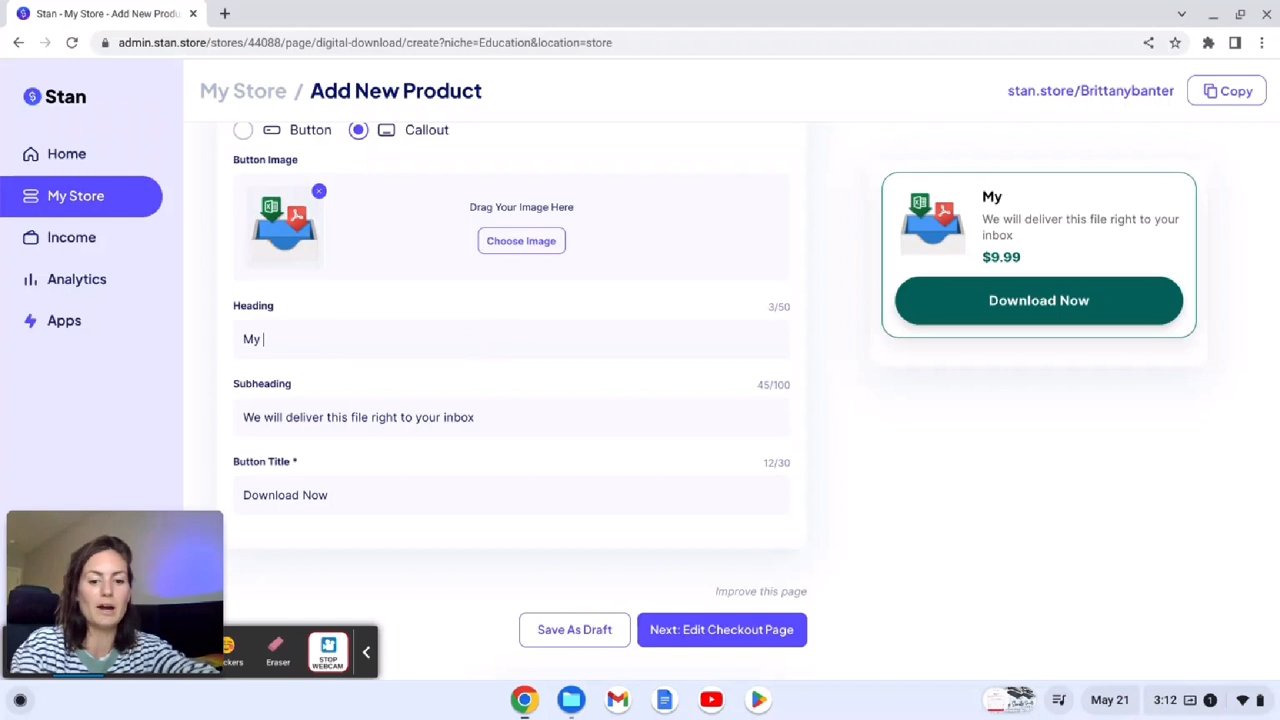 Stan - My Store - Add New Produ
admin.stan.store/stores/44088/page/digital-download/create?niche=Education&location=store
Stan
My Store / Add New Product
stan.store/Brittanybanter
Copy
Home
My Store
Income
Analytics
Apps
Button
Callout
Button Image
Drag Your Image Here
Choose Image
Heading
3/50
My
Subheading
45/100
We will deliver this file right to your inbox
Button Title *
12/30
Download Now
Improve this page
Save As Draft
Next: Edit Checkout Page
My
We will deliver this file right to your
inbox
$9.99
Download Now
ckers
Eraser
STOP
WEBCAM
May 21
3:12
1